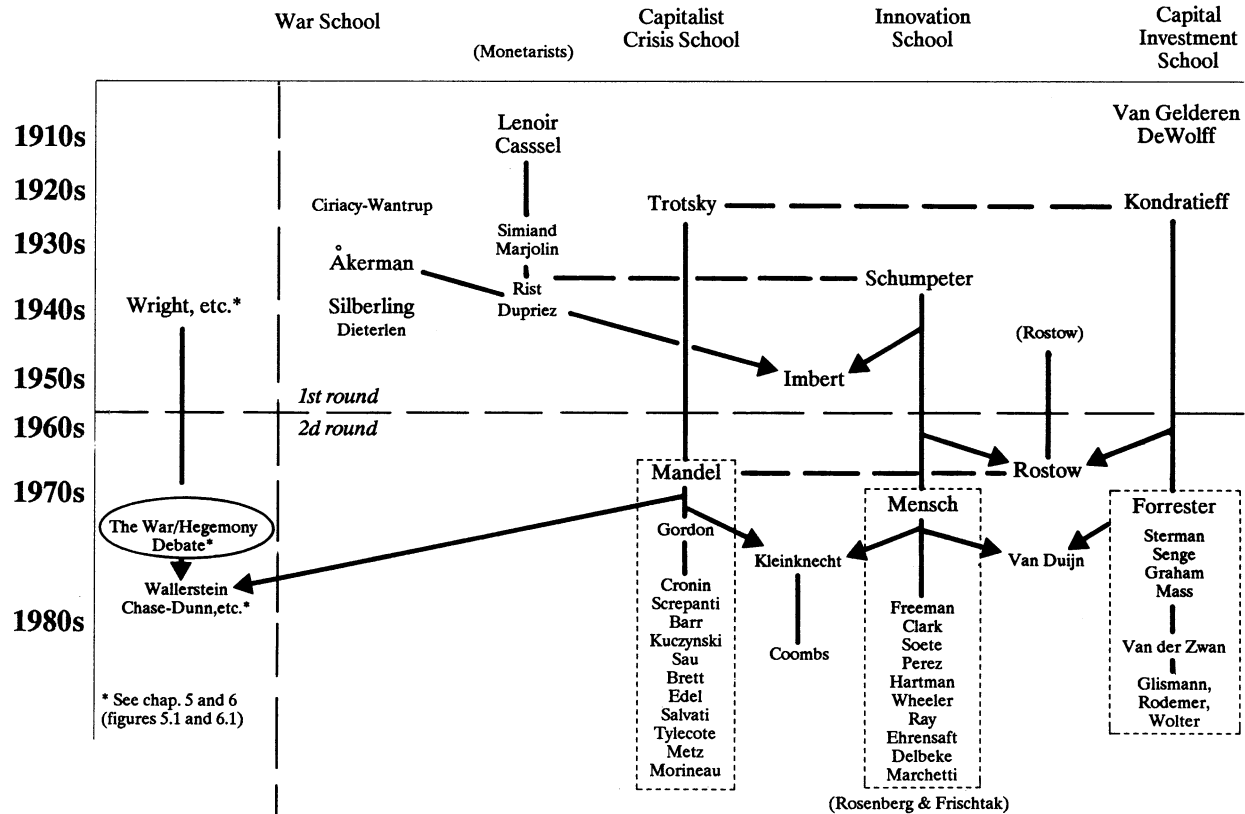 War School
(Monetarists)
Capitalist
Crisis School
Innovation
School
Capital
Investment
School
1910s
1920s
1930s
1940s
1950s
1960s
1970s
1980s
Wright, etc.*
The War/Hegemony
Debate*
Wallerstein
Chase-Dunn,etc.*
* See chap. 5 and 6
(figures 5.1 and 6.1)
Ciriacy-Wantrup
Åkerman
Silberling
Dieterlen
1st round
2d round
Lenoir
Casssel
Simiand
Marjolin
Rist
Dupriez
Trotsky
Mandel
Gordon
Cronin
Screpanti
Barr
Kuczynski
Sau
Brett
Edel
Salvati
Tylecote
Metz
Morineau
Imbert
Kleinknecht
Coombs
Schumpeter
Mensch
Freeman
Clark
Soete
Perez
Hartman
Wheeler
Ray
Ehrensaft
Delbeke
Marchetti
(Rosenberg & Frischtak)
(Rostow)
Rostow
Van Duijn
Van Gelderen
DeWolff
Kondratieff
Forrester
Sterman
Senge
Graham
Mass
Van der Zwan
Glismann,
Rodemer,
Wolter